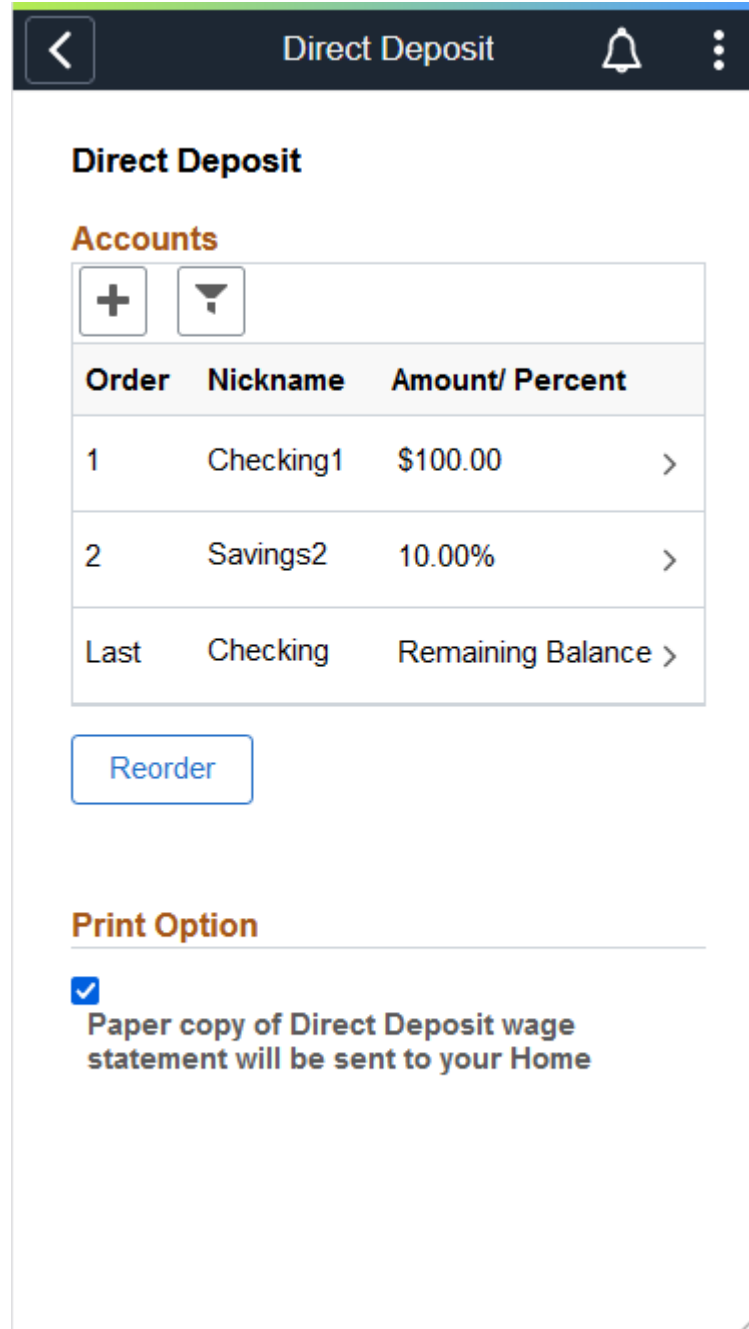 Direct Deposit
Direct Deposit
Accounts
Order Nickname Amount/ Percent
1 Checking1 $100.00
2 Savings2 10.00%
Last Checking Remaining Balance
Reorder
Print Option
Paper copy of Direct Deposit wage
statement will be sent to your Home